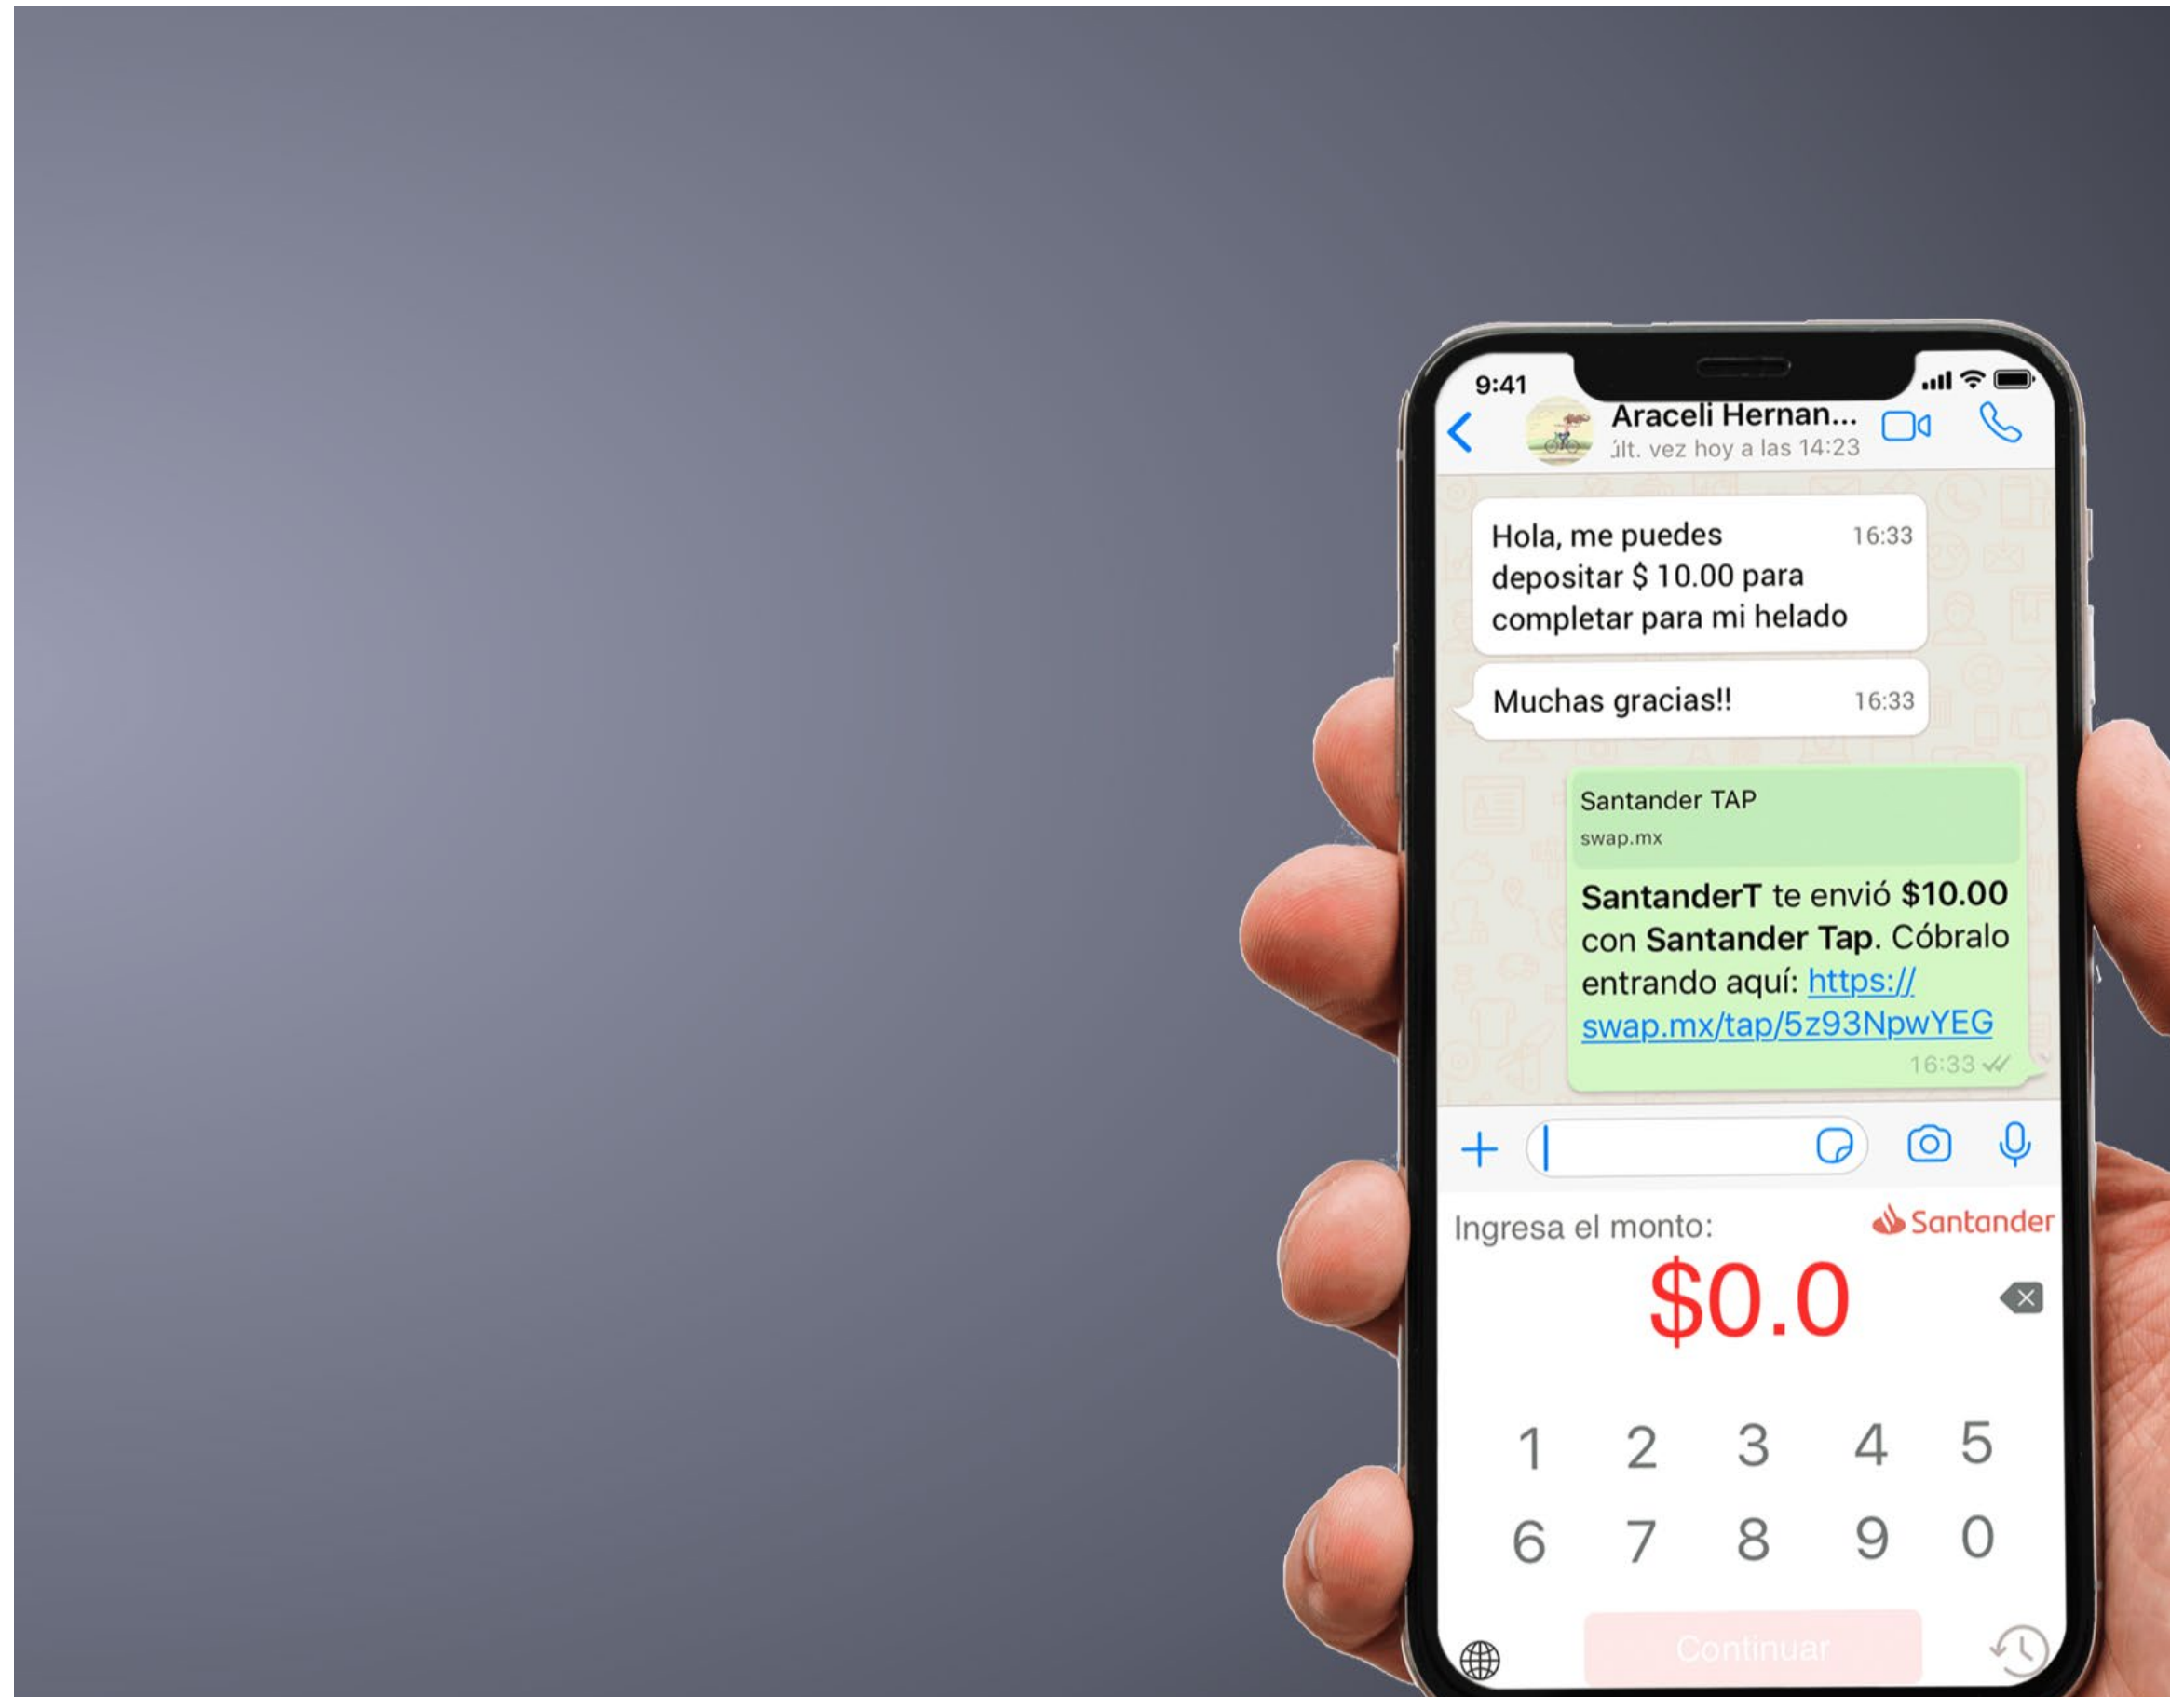 9:41
Araceli Hernan...
últ. vez hoy a las 14:23
Hola, me puedes 16:33
depositar $ 10.00 para
completar para mi helado
Muchas gracias!! 16:33
Santander TAP
swap.mx
SantanderT te envió $10.00
con Santander Tap. Cóbralo
entrando aquí: https://
swap.mx/tap/5z93NpwYEG
16:33
Ingresa el monto: Santander
$0.0
1 2 3 4 5
6 7 8 9 0
Continuar